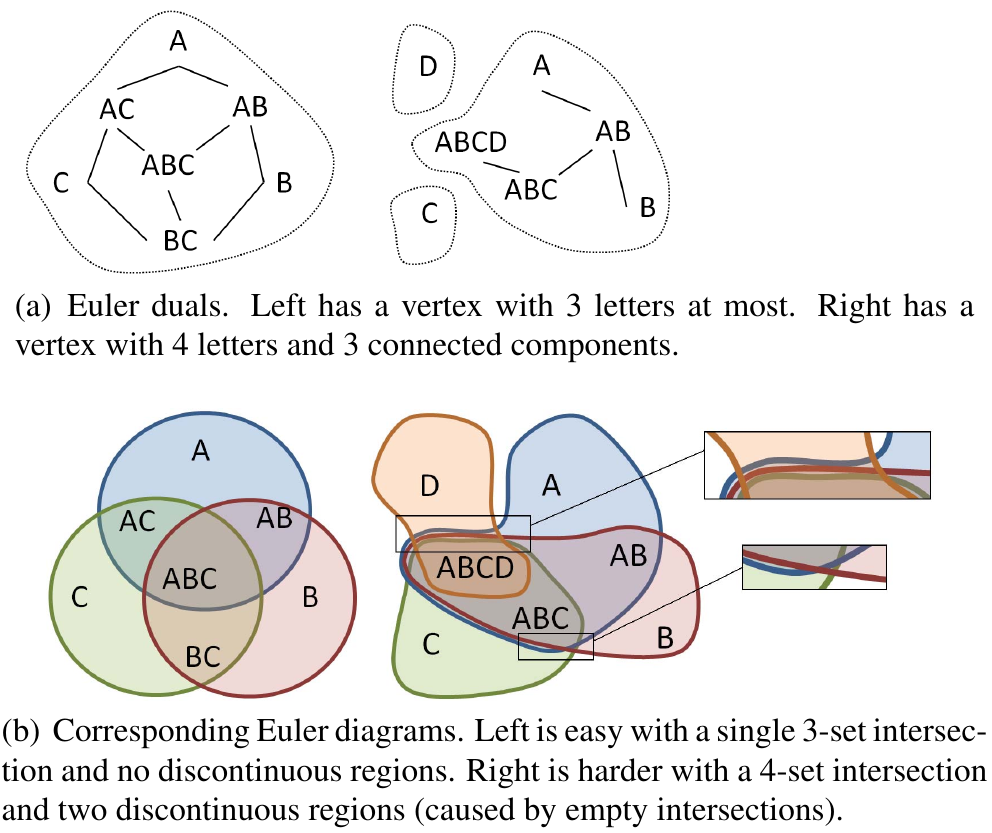 A
AC AB
ABC
C B
BC
D
A
ABCD
AB
ABC
C
B
(a) Euler duals. Left has a vertex with 3 letters at most. Right has a
vertex with 4 letters and 3 connected components.
A
AC AB
ABC
C B
BC
D A
ABCD
AB
ABC
C
B
(b) Corresponding Euler diagrams. Left is easy with a single 3-set intersec-
tion and no discontinuous regions. Right is harder with a 4-set intersection
and two discontinuous regions (caused by empty intersections).